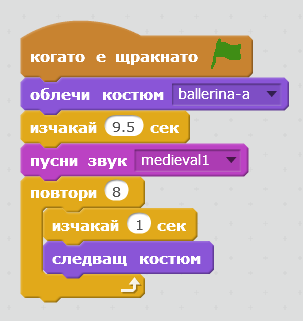 когато е щракнато
облечи костюм ballerina-a
изчакай 9.5 сек
пусни звук medieval1
повтори 8
изчакай 1 сек
следващ костюм